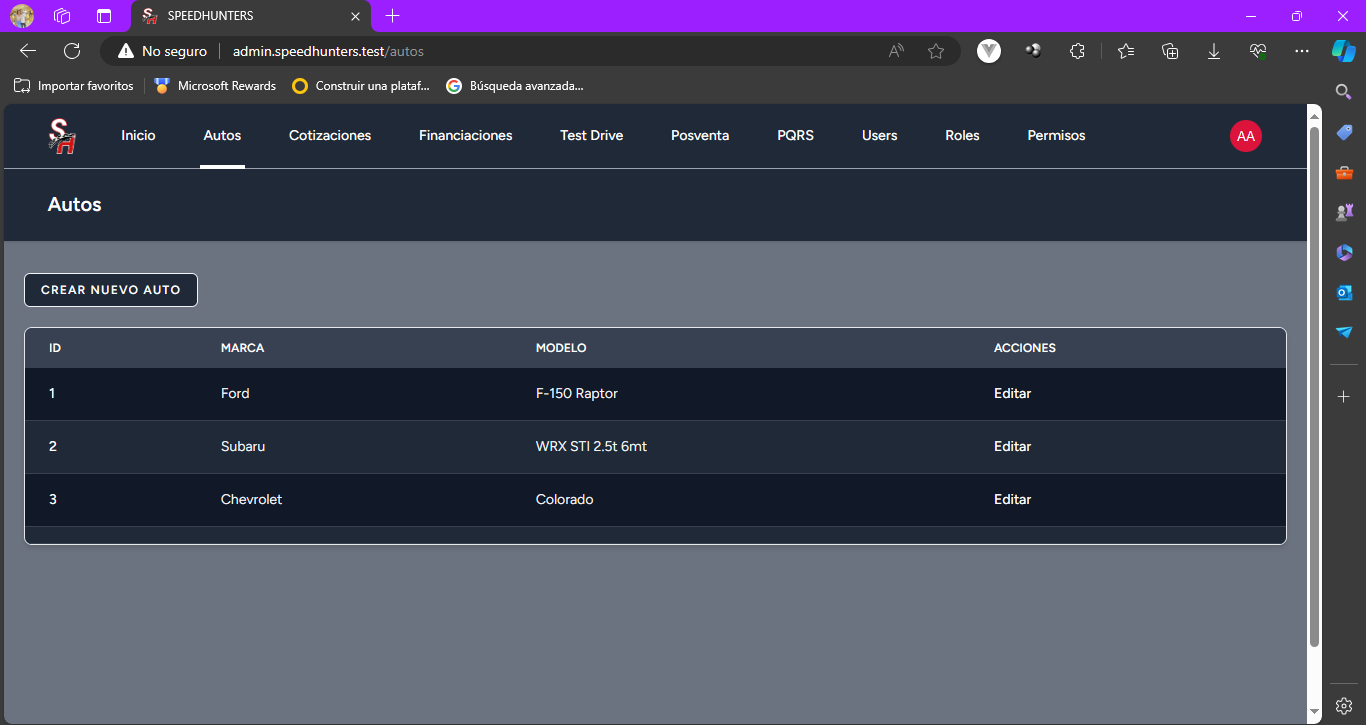 SPEEDHUNTERS
No seguro admin.speedhunters.test/autos
Importar favoritos Microsoft Rewards Construir una plataf... Búsqueda avanzada...
SH Inicio Autos Cotizaciones Financiaciones Test Drive Posventa PQRS Users Roles Permisos AA
Autos
CREAR NUEVO AUTO
ID MARCA MODELO ACCIONES
1 Ford F-150 Raptor Editar
2 Subaru WRX STI 2.5t 6mt Editar
3 Chevrolet Colorado Editar